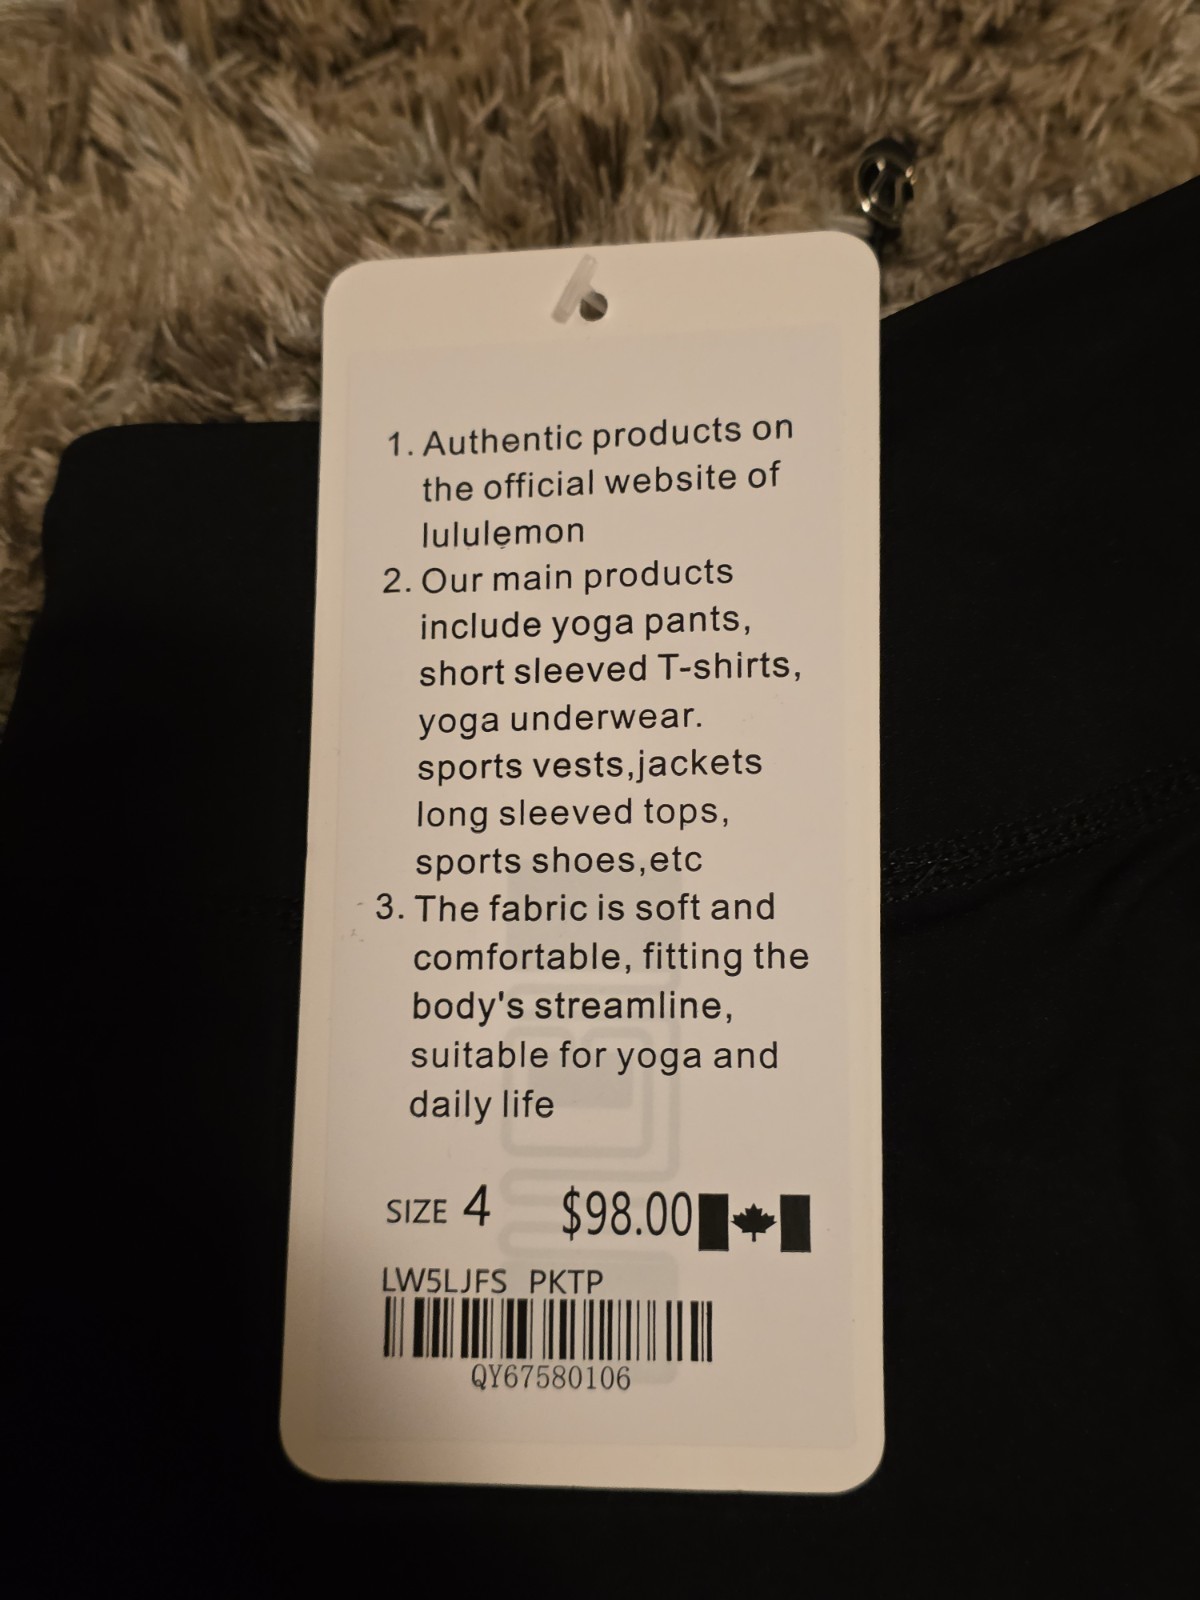 1. Authentic products on
the official website of
lululemon
2. Our main products
include yoga pants,
short sleeved T-shirts,
yoga underwear.
sports vests,jackets
long sleeved tops,
sports shoes,etc
3. The fabric is soft and
comfortable, fitting the
body's streamline,
suitable for yoga and
daily life
SIZE 4 $98.00
LW5LJFS PKTP
QY67580106